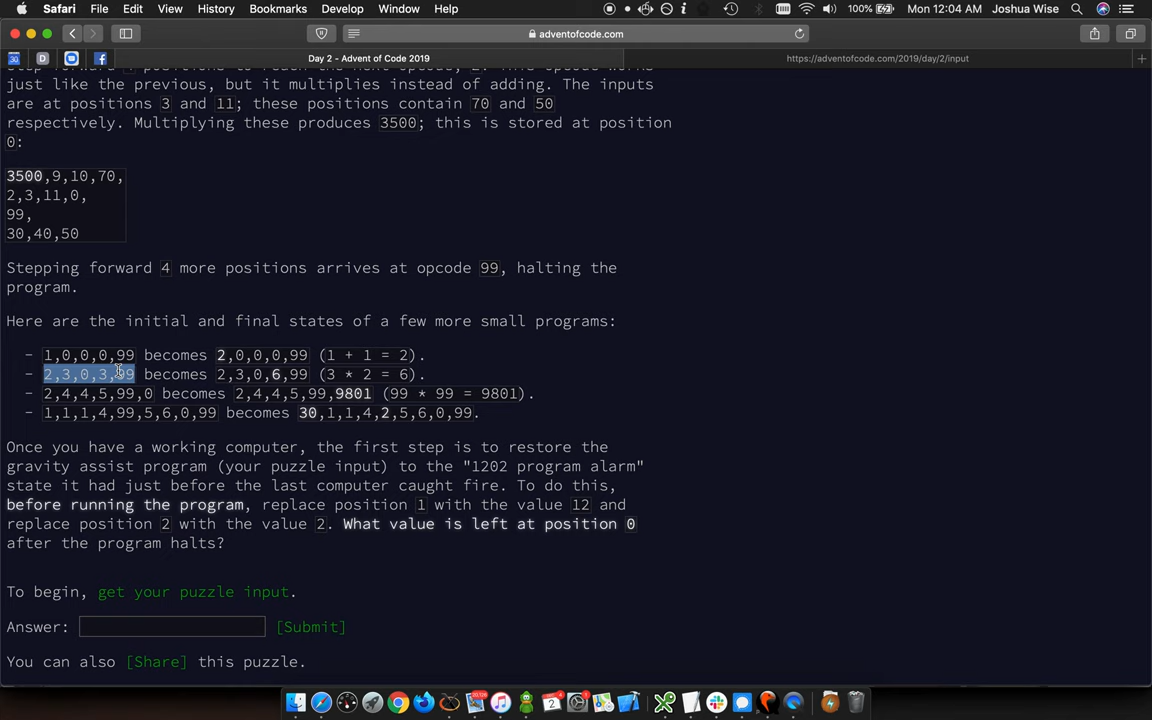 Safari File Edit View History Bookmarks Develop Window Help 100% Mon 12:04 AM Joshua Wise
adventofcode.com
Day 2 - Advent of Code 2019 https://adventofcode.com/2019/day/2/input
just like the previous, but it multiplies instead of adding. The inputs
are at positions 3 and 11; these positions contain 70 and 50
respectively. Multiplying these produces 3500; this is stored at position
0:
3500,9,10,70,
2,3,11,0,
99,
30,40,50
Stepping forward 4 more positions arrives at opcode 99, halting the
program.
Here are the initial and final states of a few more small programs:
- 1,0,0,0,99 becomes 2,0,0,0,99 (1 + 1 = 2).
- 2,3,0,3,99 becomes 2,3,0,6,99 (3 * 2 = 6).
- 2,4,4,5,99,0 becomes 2,4,4,5,99,9801 (99 * 99 = 9801).
- 1,1,1,4,99,5,6,0,99 becomes 30,1,1,4,2,5,6,0,99.
Once you have a working computer, the first step is to restore the
gravity assist program (your puzzle input) to the "1202 program alarm"
state it had just before the last computer caught fire. To do this,
before running the program, replace position 1 with the value 12 and
replace position 2 with the value 2. What value is left at position 0
after the program halts?
To begin, get your puzzle input.
Answer: [Submit]
You can also [Share] this puzzle.